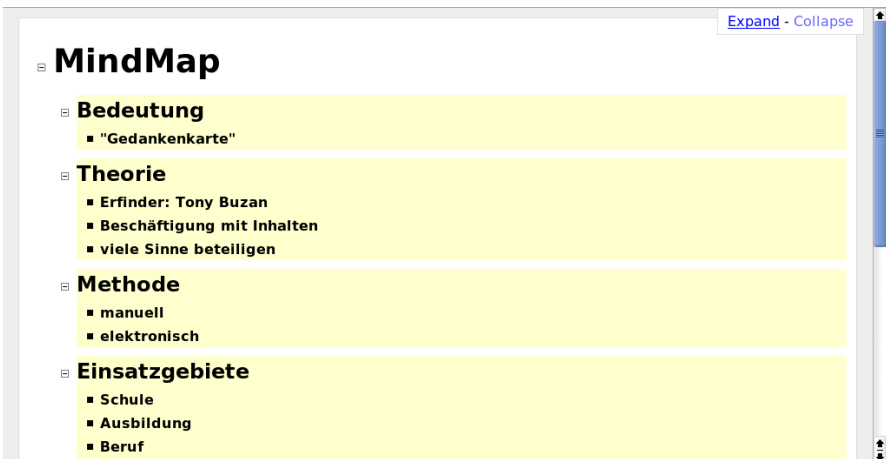 Expand - Collapse
MindMap
Bedeutung
"Gedankenkarte"
Theorie
Erfinder: Tony Buzan
Beschäftigung mit Inhalten
viele Sinne beteiligen
Methode
manuell
elektronisch
Einsatzgebiete
Schule
Ausbildung
Beruf